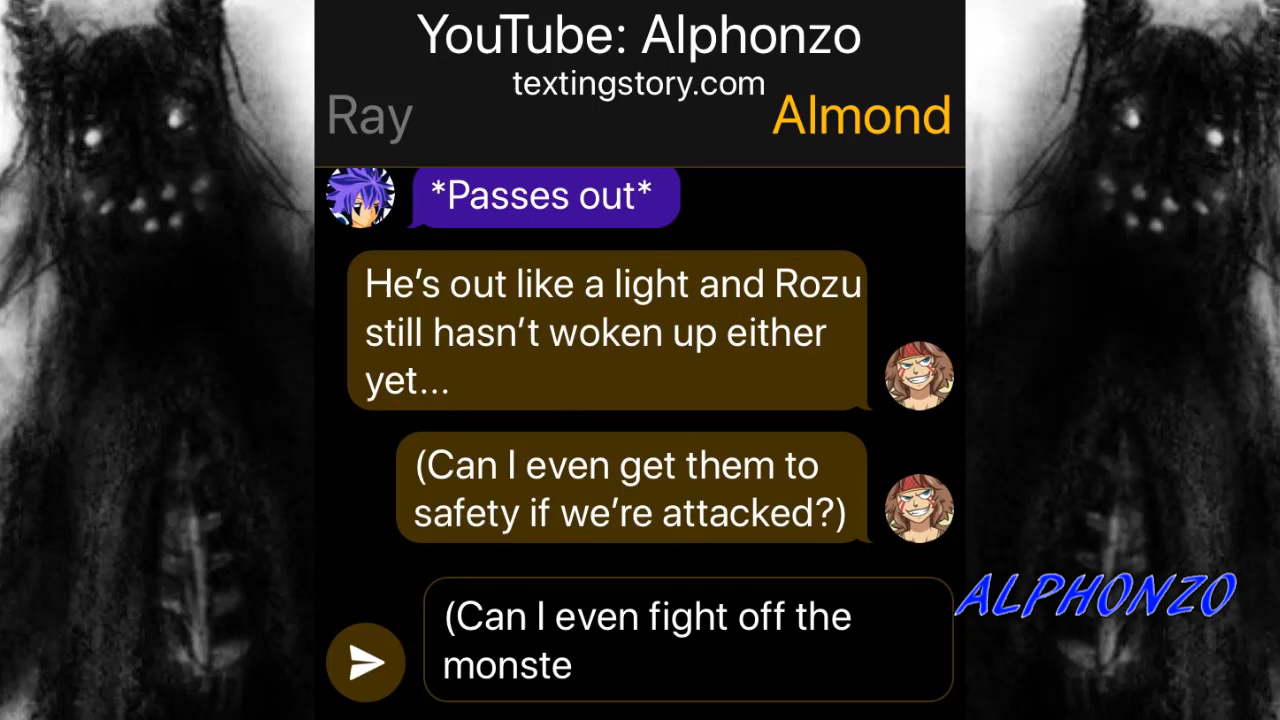 YouTube: Alphonzo
textingstory.com
Ray
Almond
*Passes out*
He’s out like a light and Rozu
still hasn’t woken up either
yet...
(Can I even get them to
safety if we’re attacked?)
(Can I even fight off the
monste
ALPHONZO